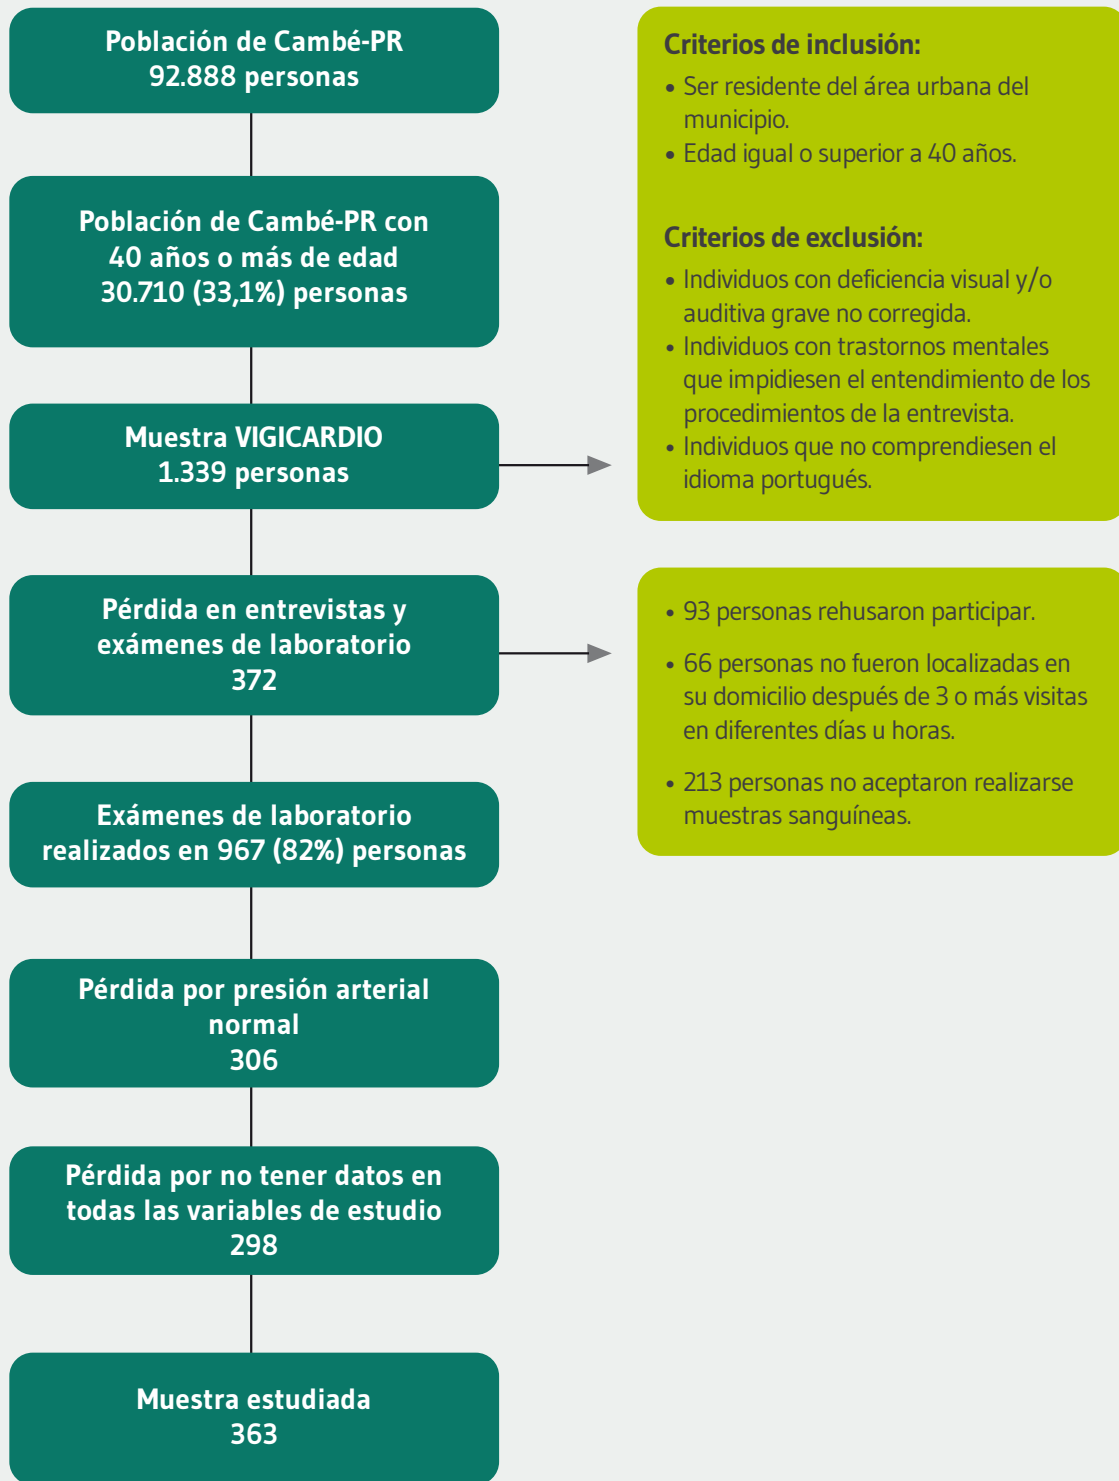 Población de Cambé-PR
92.888 personas
Población de Cambé-PR con
40 años o más de edad
30.710 (33,1%) personas
Muestra VIGICARDIO
1.339 personas
Criterios de inclusión:
• Ser residente del área urbana del
municipio.
• Edad igual o superior a 40 años.
Criterios de exclusión:
• Individuos con deficiencia visual y/o
auditiva grave no corregida.
• Individuos con trastornos mentales
que impidiesen el entendimiento de los
procedimientos de la entrevista.
• Individuos que no comprendiesen el
idioma portugués.
Pérdida en entrevistas y
exámenes de laboratorio
372
• 93 personas rehusaron participar.
• 66 personas no fueron localizadas en
su domicilio después de 3 o más visitas
en diferentes días u horas.
• 213 personas no aceptaron realizarse
muestras sanguíneas.
Exámenes de laboratorio
realizados en 967 (82%) personas
Pérdida por presión arterial
normal
306
Pérdida por no tener datos en
todas las variables de estudio
298
Muestra estudiada
363